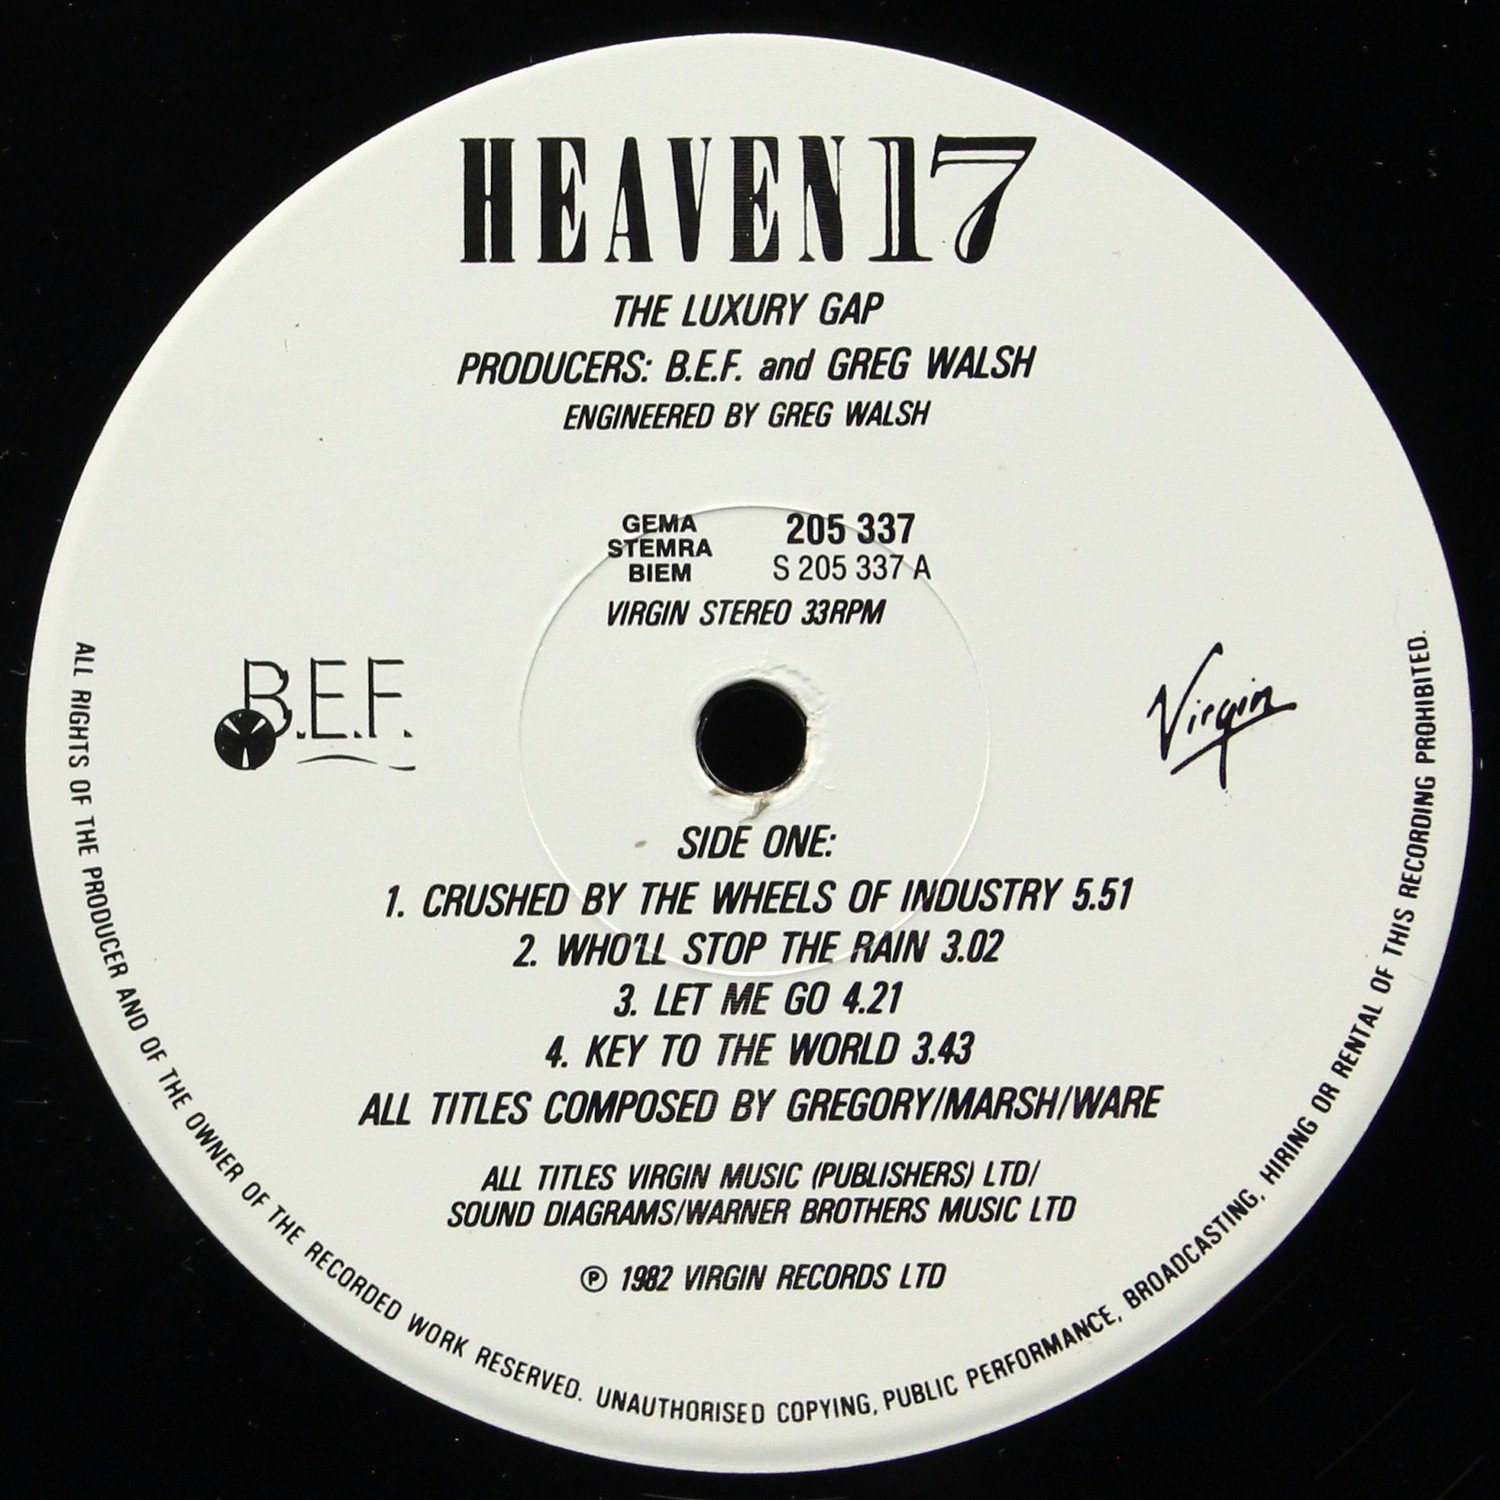 HEAVEN 17
THE LUXURY GAP
PRODUCERS: B.E.F. and GREG WALSH
ENGINEERED BY GREG WALSH
GEMA
STEMRA
BIEM
205 337
S 205 337 A
VIRGIN STEREO 33RPM
B.E.F.
Virgin
SIDE ONE:
1. CRUSHED BY THE WHEELS OF INDUSTRY 5.51
2. WHO'LL STOP THE RAIN 3.02
3. LET ME GO 4.21
4. KEY TO THE WORLD 3.43
ALL TITLES COMPOSED BY GREGORY/MARSH/WARE
ALL TITLES VIRGIN MUSIC (PUBLISHERS) LTD/
SOUND DIAGRAMS/WARNER BROTHERS MUSIC LTD
℗ 1982 VIRGIN RECORDS LTD
ALL RIGHTS OF THE PRODUCER AND OF THE OWNER OF THE RECORDED WORK RESERVED. UNAUTHORISED COPYING, PUBLIC PERFORMANCE, BROADCASTING, HIRING OR RENTAL OF THIS RECORDING PROHIBITED.